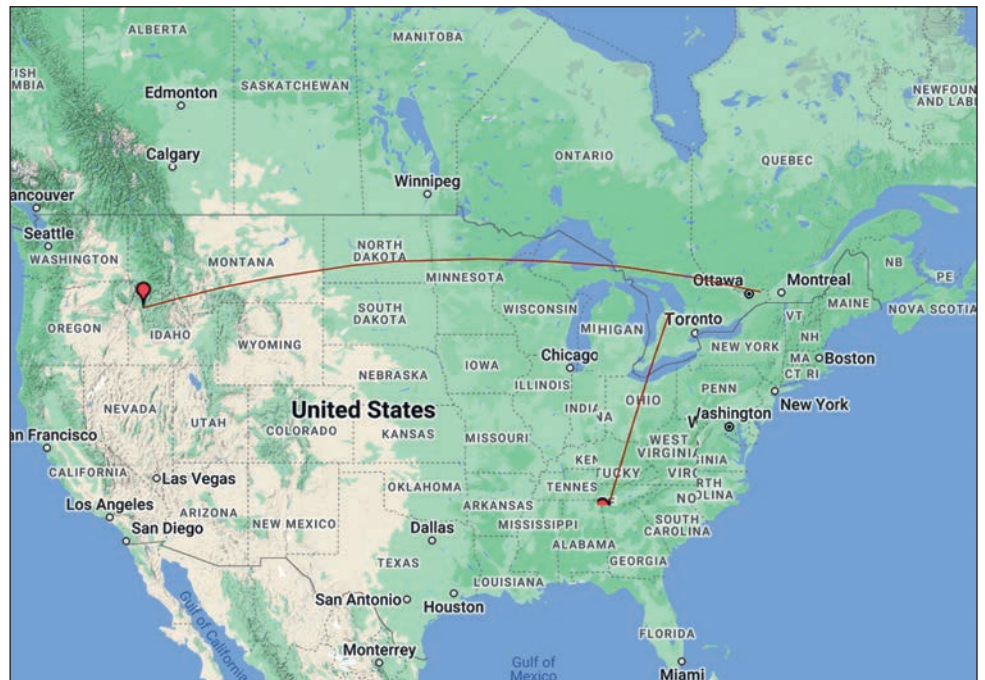 ALBERTA
MANITOBA
TISH
MBIA
Edmonton
SASKATCHEWAN
NEWFOUN
AND LAB
Calgary
ONTARIO
QUEBEC
ancouver
Winnipeg
Seattle
WASHINGTON
MONTANA
NORTH
DAKOTA
MINNESOTA
Ottawa
Montreal
NB
PE
MAINE
NOVA SCOTIA
OREGON
IDAHO
SOUTH
DAKOTA
WISCONSIN
MICHIGAN
Toronto
VT
NH
WYOMING
NEW YORK
MA
Boston
CT RI
Chicago
IOWA
NEBRASKA
ILLINOIS
PENN
NEVADA
UTAH
United States
INDIA
NA
OHIO
New York
Washington
COLORADO
KANSAS
MISSOURI
WEST
VIRGINIA
INIA
an Francisco
KEN
TUCKY
VIRG
CALIFORNIA
Las Vegas
OKLAHOMA
TENNES
RTH
NO
OLINA
Los Angeles
ARIZONA
NEW MEXICO
ARKANSAS
MISSISSIPPI
SOUTH
CAROLINA
San Diego
Dallas
ALABAMA
GEORGIA
TEXAS
LOUISIANA
San Antonio
Houston
Gulf of California
FLORIDA
Monterrey
Gulf of
Mexico
Miami